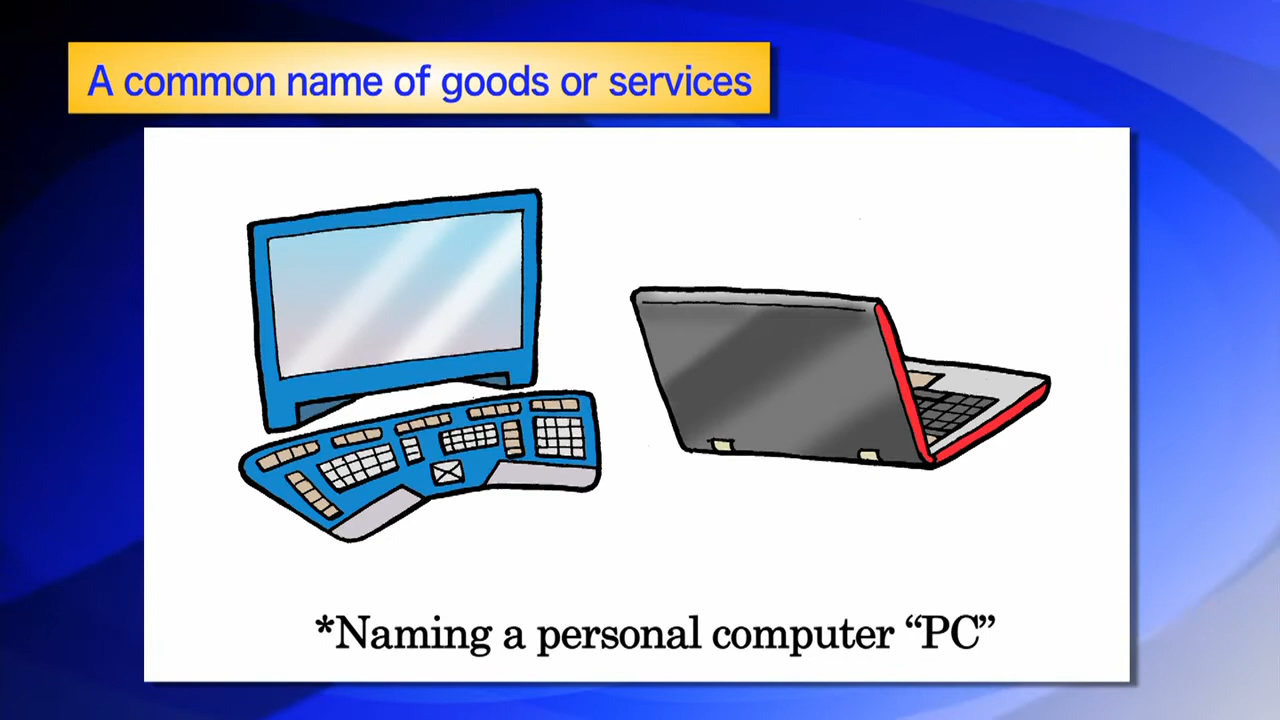 A common name of goods or services
*Naming a personal computer “PC”